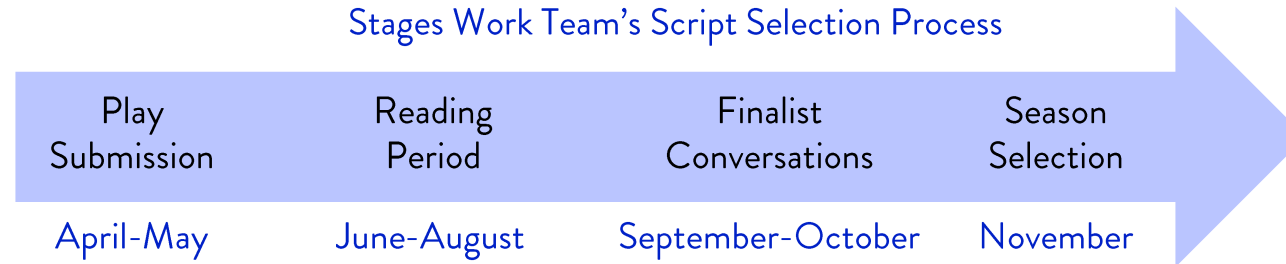 Stages Work Team's Script Selection Process
Play
Submission
Reading
Period
Finalist
Conversations
Season
Selection
April-May
June-August
September-October
November